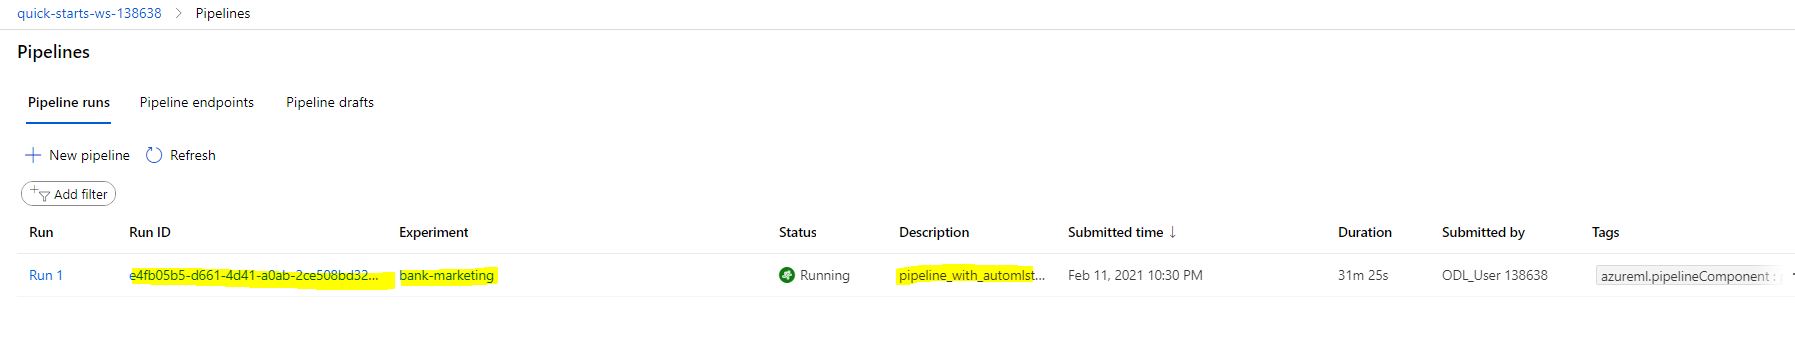 quick-starts-ws-138638 > Pipelines
Pipelines
Pipeline runs Pipeline endpoints Pipeline drafts
New pipeline Refresh
Add filter
Run Run ID Experiment Status Description Submitted time ↓ Duration Submitted by Tags
Run 1 e4fb05b5-d661-4d41-a0ab-2ce508bd32... bank-marketing Running pipeline_with_automlst... Feb 11, 2021 10:30 PM 31m 25s ODL_User 138638 azureml.pipelineComponent :